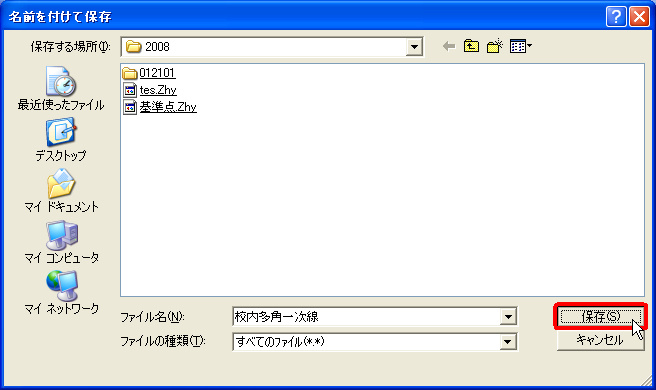 名前を付けて保存
保存する場所(I):
2008
最近使ったファイル
デスクトップ
マイ ドキュメント
マイ コンピュータ
マイ ネットワーク
012101
tes.Zhy
基準点.Zhy
ファイル名(N):
校内多角一次線
保存(S)
ファイルの種類(T):
すべてのファイル(*.*)
キャンセル